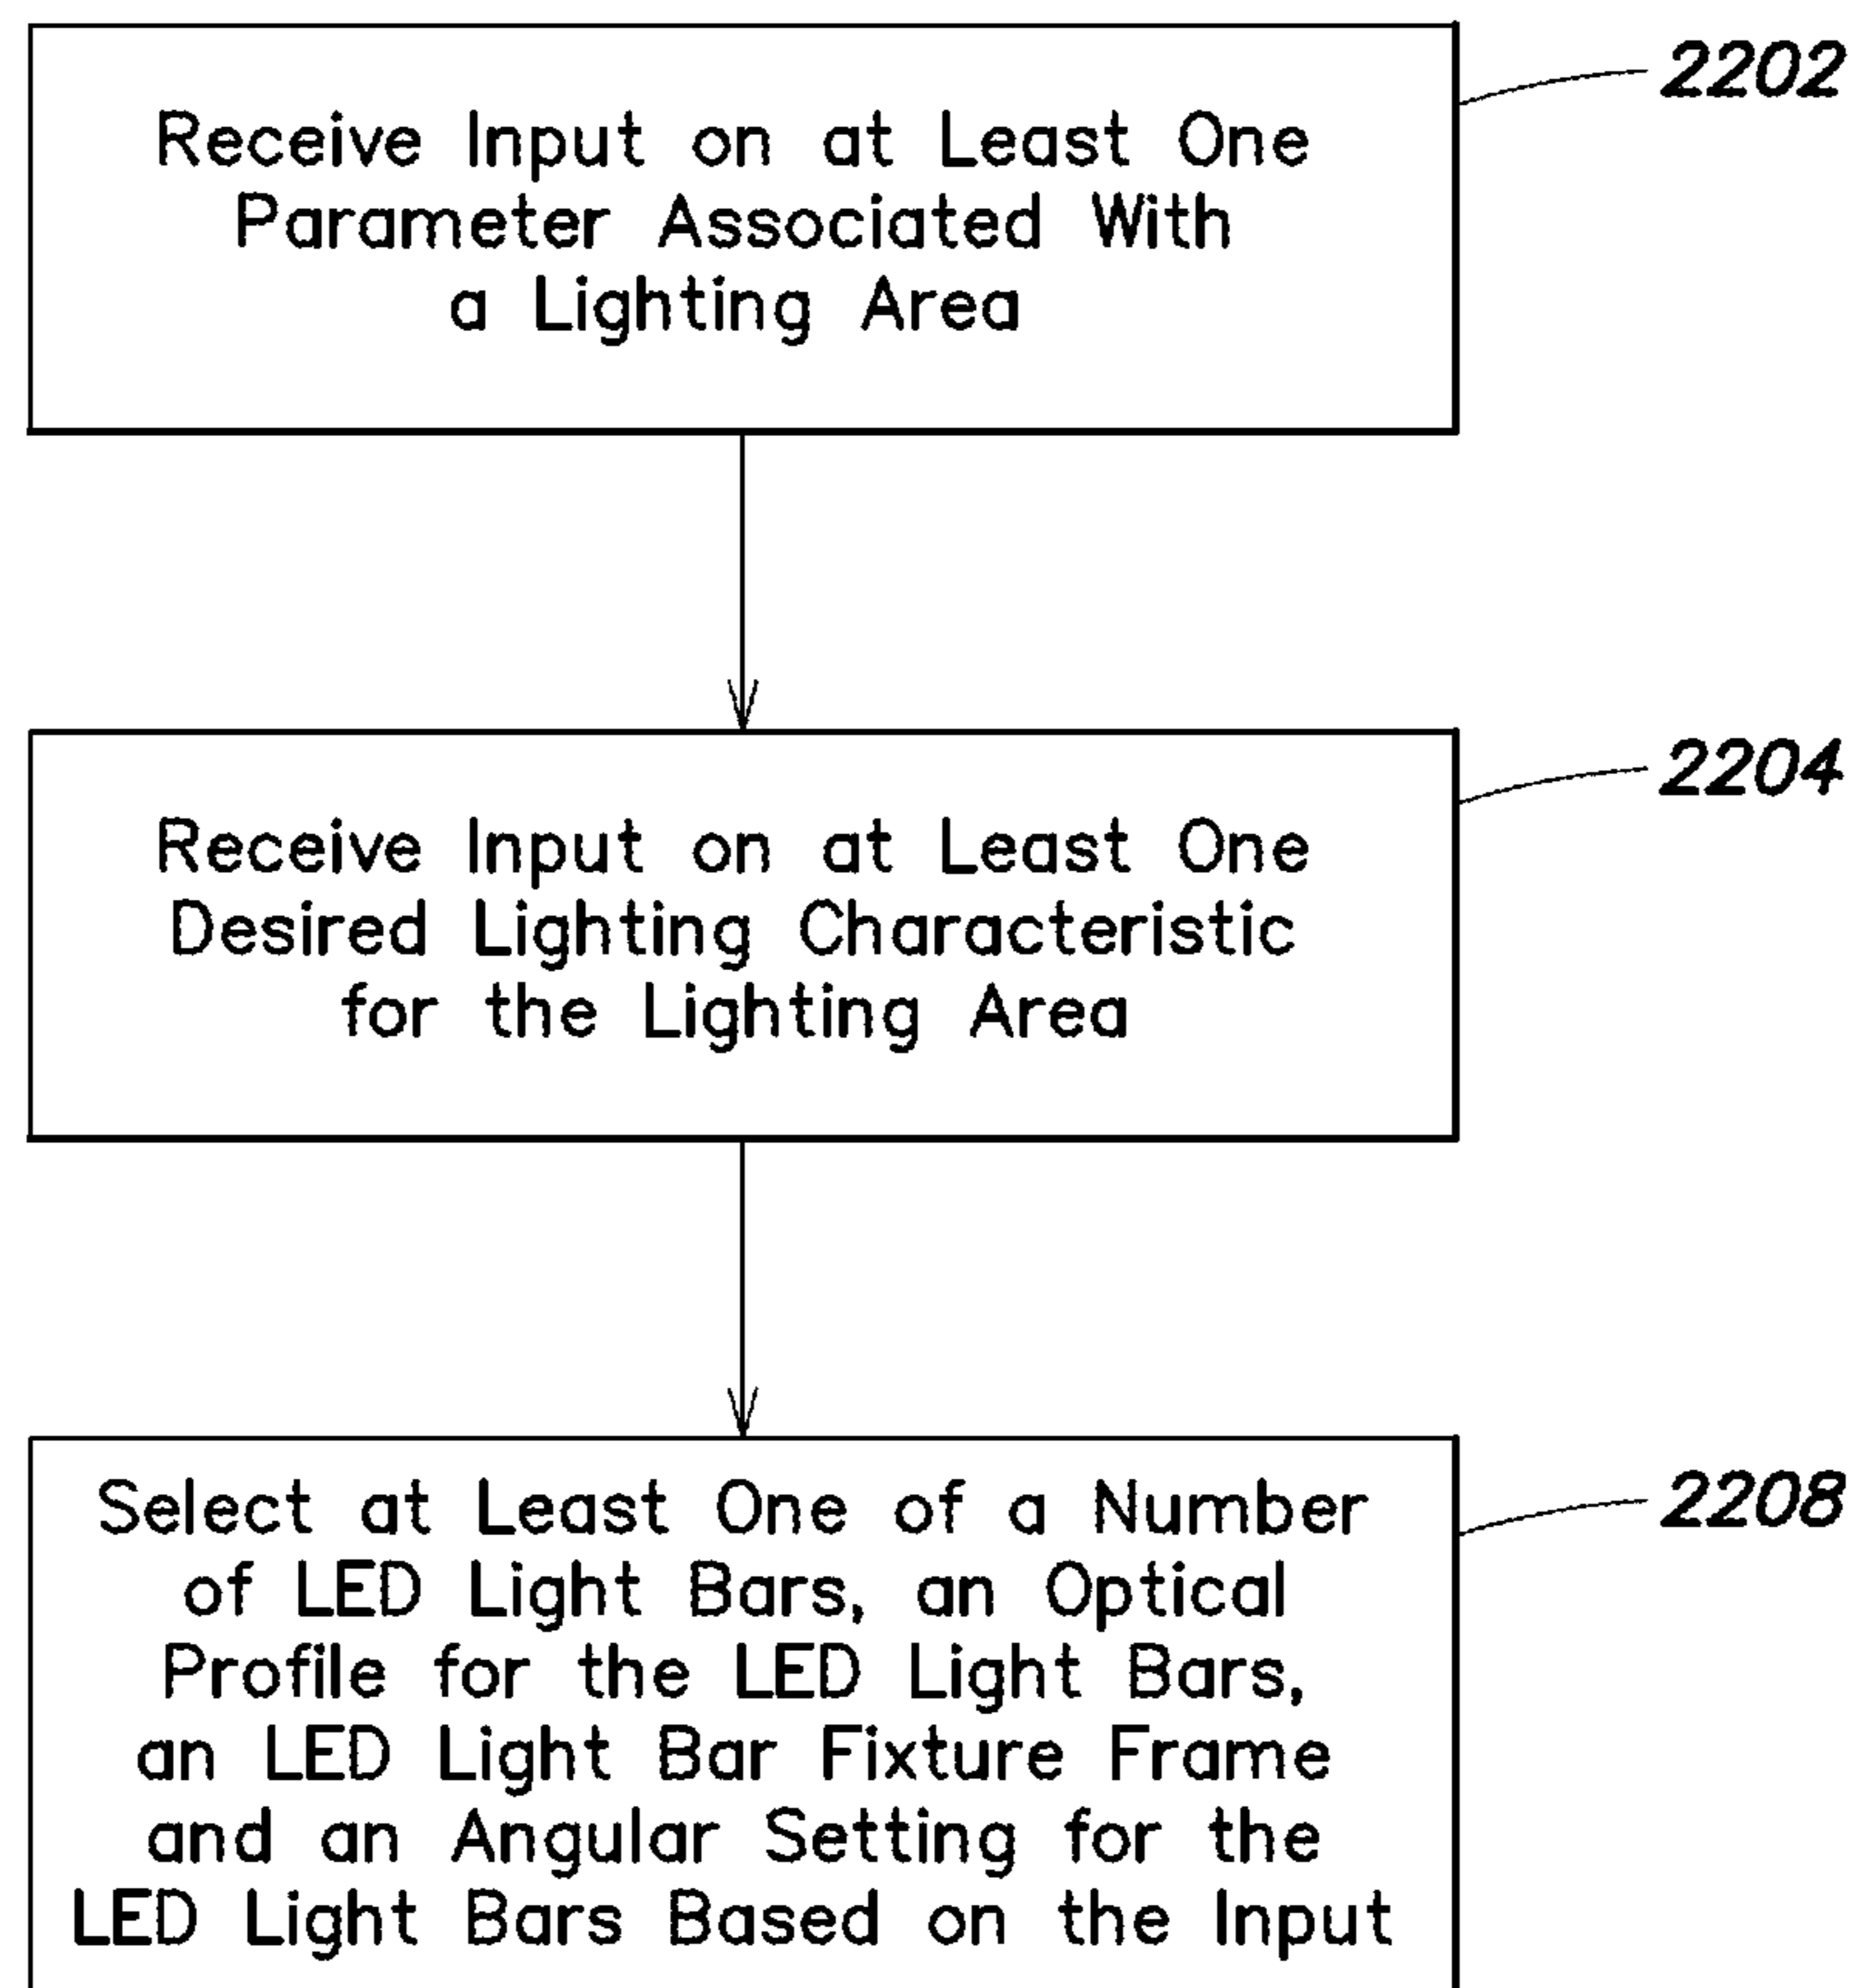 2202
Receive Input on at Least One
Parameter Associated With
a Lighting Area
2204
Receive Input on at Least One
Desired Lighting Characteristic
for the Lighting Area
2208
Select at Least One of a Number
of LED Light Bars, an Optical
Profile for the LED Light Bars,
an LED Light Bar Fixture Frame
and an Angular Setting for the
LED Light Bars Based on the Input